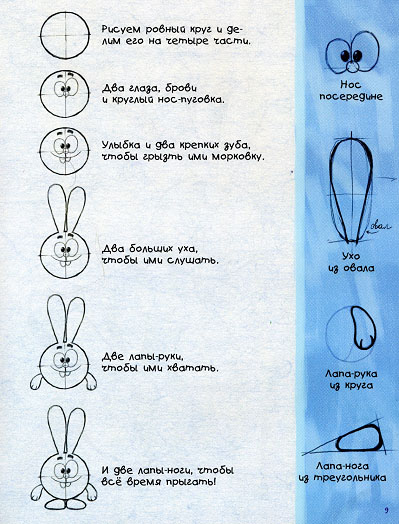 Рисуем ровный круг и де-
лим его на четыре части.
Два глаза, брови
и круглый нос-пуговка.
Улыбка и два крепких зуба,
чтобы грызть ими морковку.
Два больших уха,
чтобы ими слушать.
Две лапы-руки,
чтобы ими хватать.
И две лапы-ноги, чтобы
всё время прыгать!
Нос
посередине
овал
Ухо
из овала
Лапа-рука
из круга
Лапа-нога
из треугольника
9